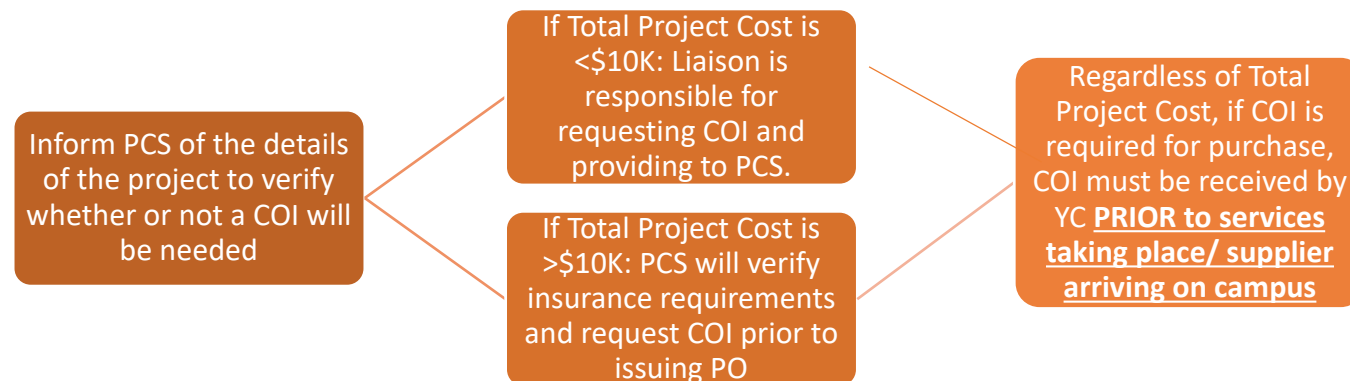 Inform PCS of the details
of the project to verify
whether or not a COI will
be needed
If Total Project Cost is
<$10K: Liaison is
responsible for
requesting COI and
providing to PCS.
If Total Project Cost is
>$10K: PCS will verify
insurance requirements
and request COI prior to
issuing PO
Regardless of Total
Project Cost, if COI is
required for purchase,
COI must be received by
YC PRIOR to services
taking place/ supplier
arriving on campus